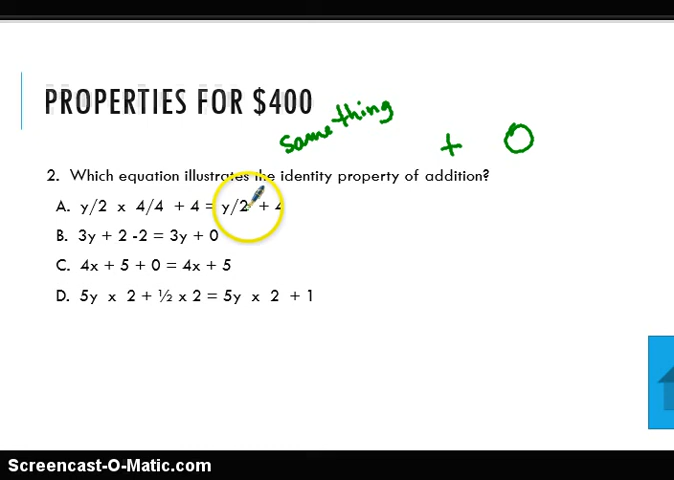 PROPERTIES FOR $400
something + 0
2. Which equation illustrates the identity property of addition?
A. y/2 x 4/4 + 4 = y/2 + 4
B. 3y + 2 -2 = 3y + 0
C. 4x + 5 + 0 = 4x + 5
D. 5y x 2 + ½ x 2 = 5y x 2 + 1
Screencast-O-Matic.com